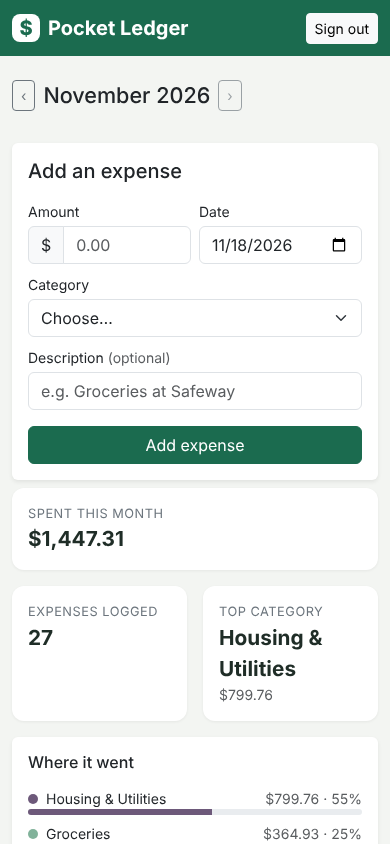 $ Pocket Ledger
Sign out
‹ November 2026 ›
Add an expense
Amount
Date
$ 0.00
11/18/2026
Category
Choose...
Description (optional)
e.g. Groceries at Safeway
Add expense
SPENT THIS MONTH
$1,447.31
EXPENSES LOGGED
27
TOP CATEGORY
Housing &
Utilities
$799.76
Where it went
Housing & Utilities $799.76 · 55%
Groceries $364.93 · 25%